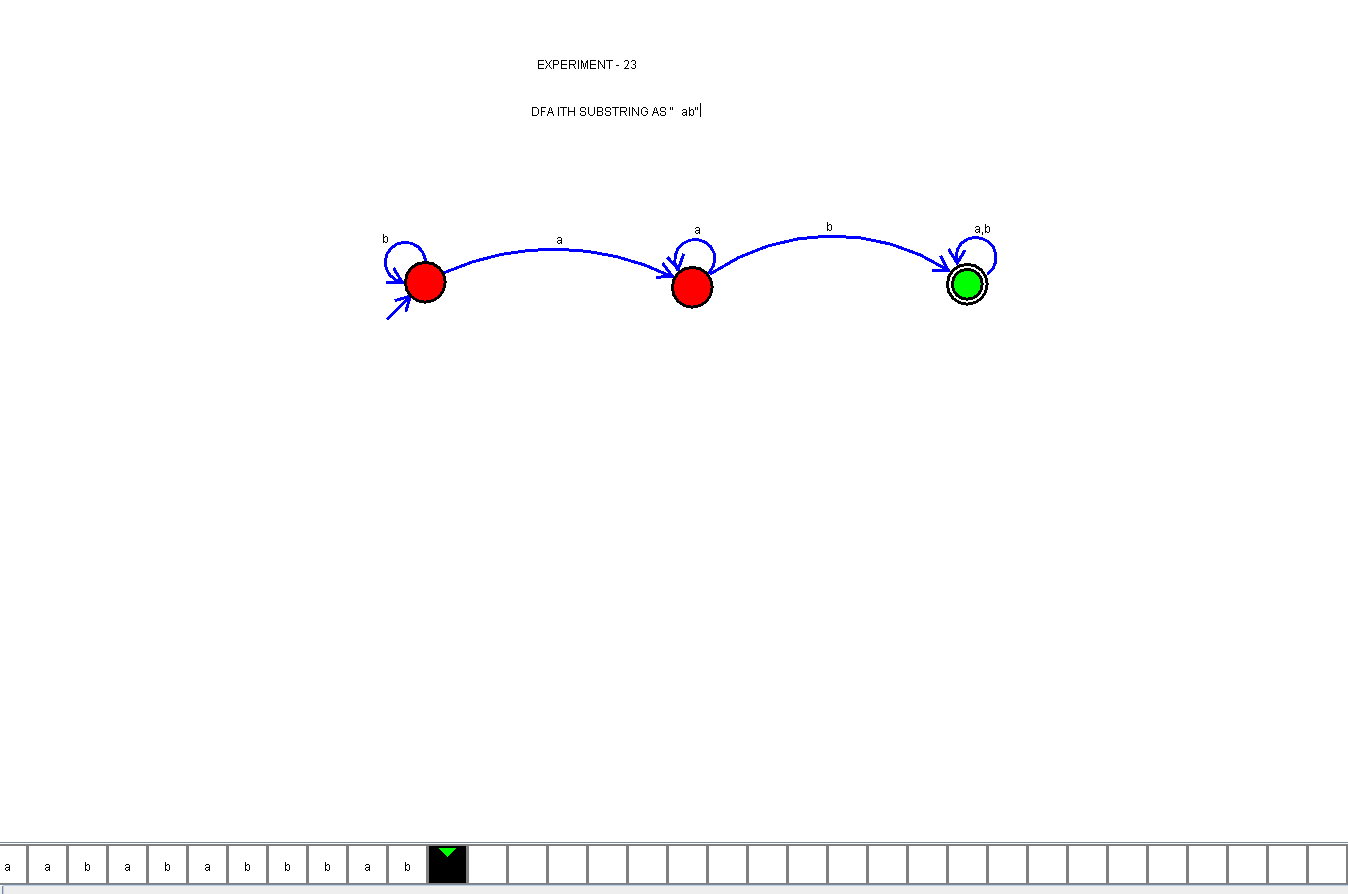 EXPERIMENT - 23
DFA ITH SUBSTRING AS "  ab"
b
a
a
b
a,b
a a b a b a b b b a b